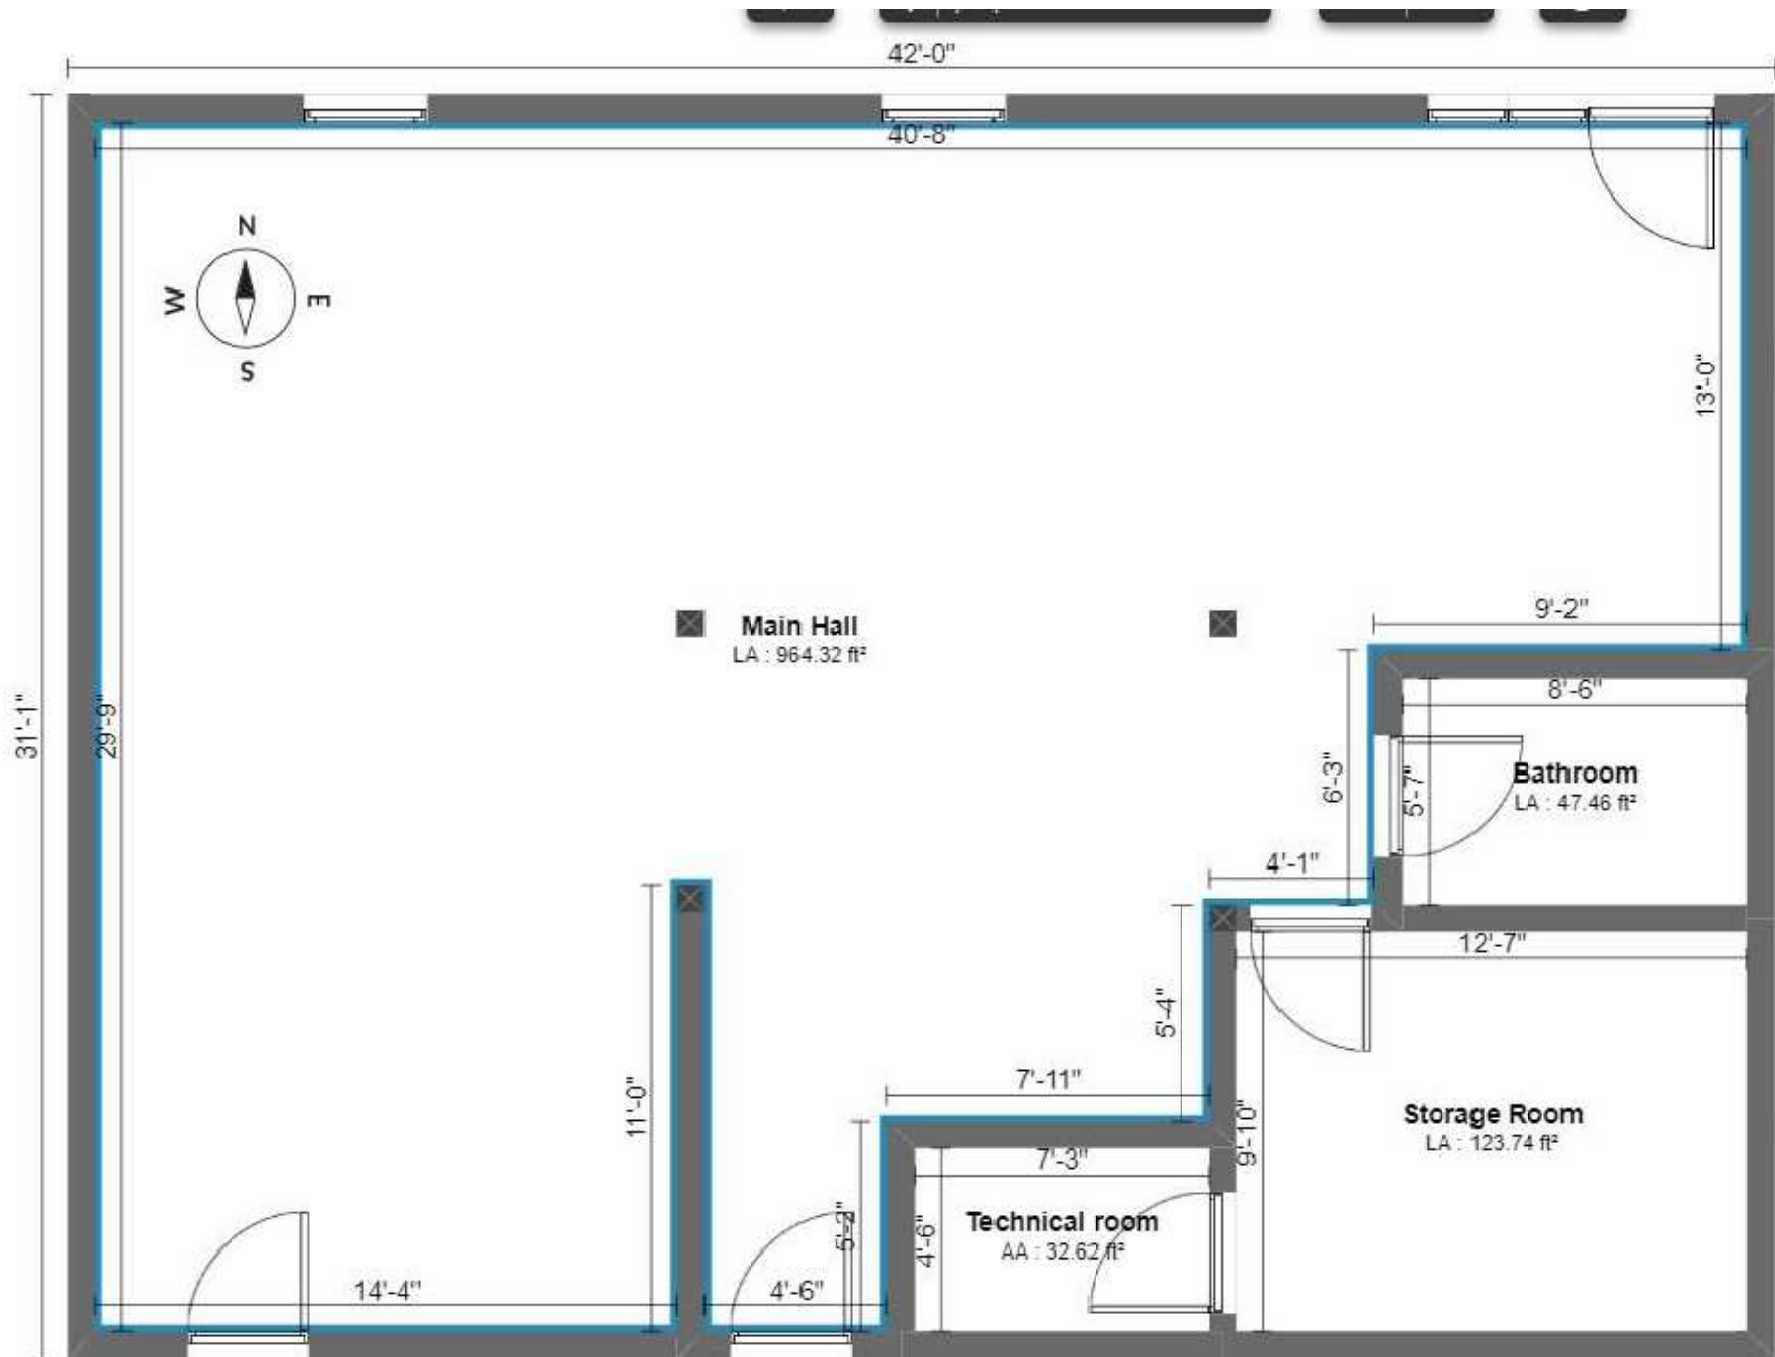 42'-0"
40'-8"
N
W
E
S
13'-0"
9'-2"
Main Hall
LA : 964.32 ft²
8'-6"
31'-1"
29'-9"
6'-3"
5'-7"
Bathroom
LA : 47.46 ft²
4'-1"
12'-7"
5'-4"
7'-11"
11'-0"
9'-10"
Storage Room
LA : 123.74 ft²
7'-3"
5'-2"
4'-6"
Technical room
AA : 32.62 ft²
14'-4"
4'-6"